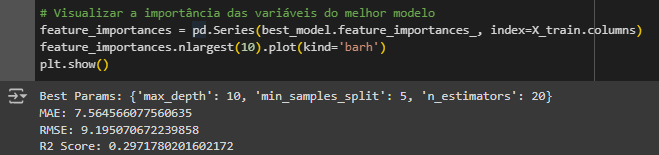 # Visualizar a importância das variáveis do melhor modelo
feature_importances = pd.Series(best_model.feature_importances_, index=X_train.columns)
feature_importances.nlargest(10).plot(kind='barh')
plt.show()
Best Params: {'max_depth': 10, 'min_samples_split': 5, 'n_estimators': 20}
MAE: 7.564566077560635
RMSE: 9.195070672239858
R2 Score: 0.2971780201602172